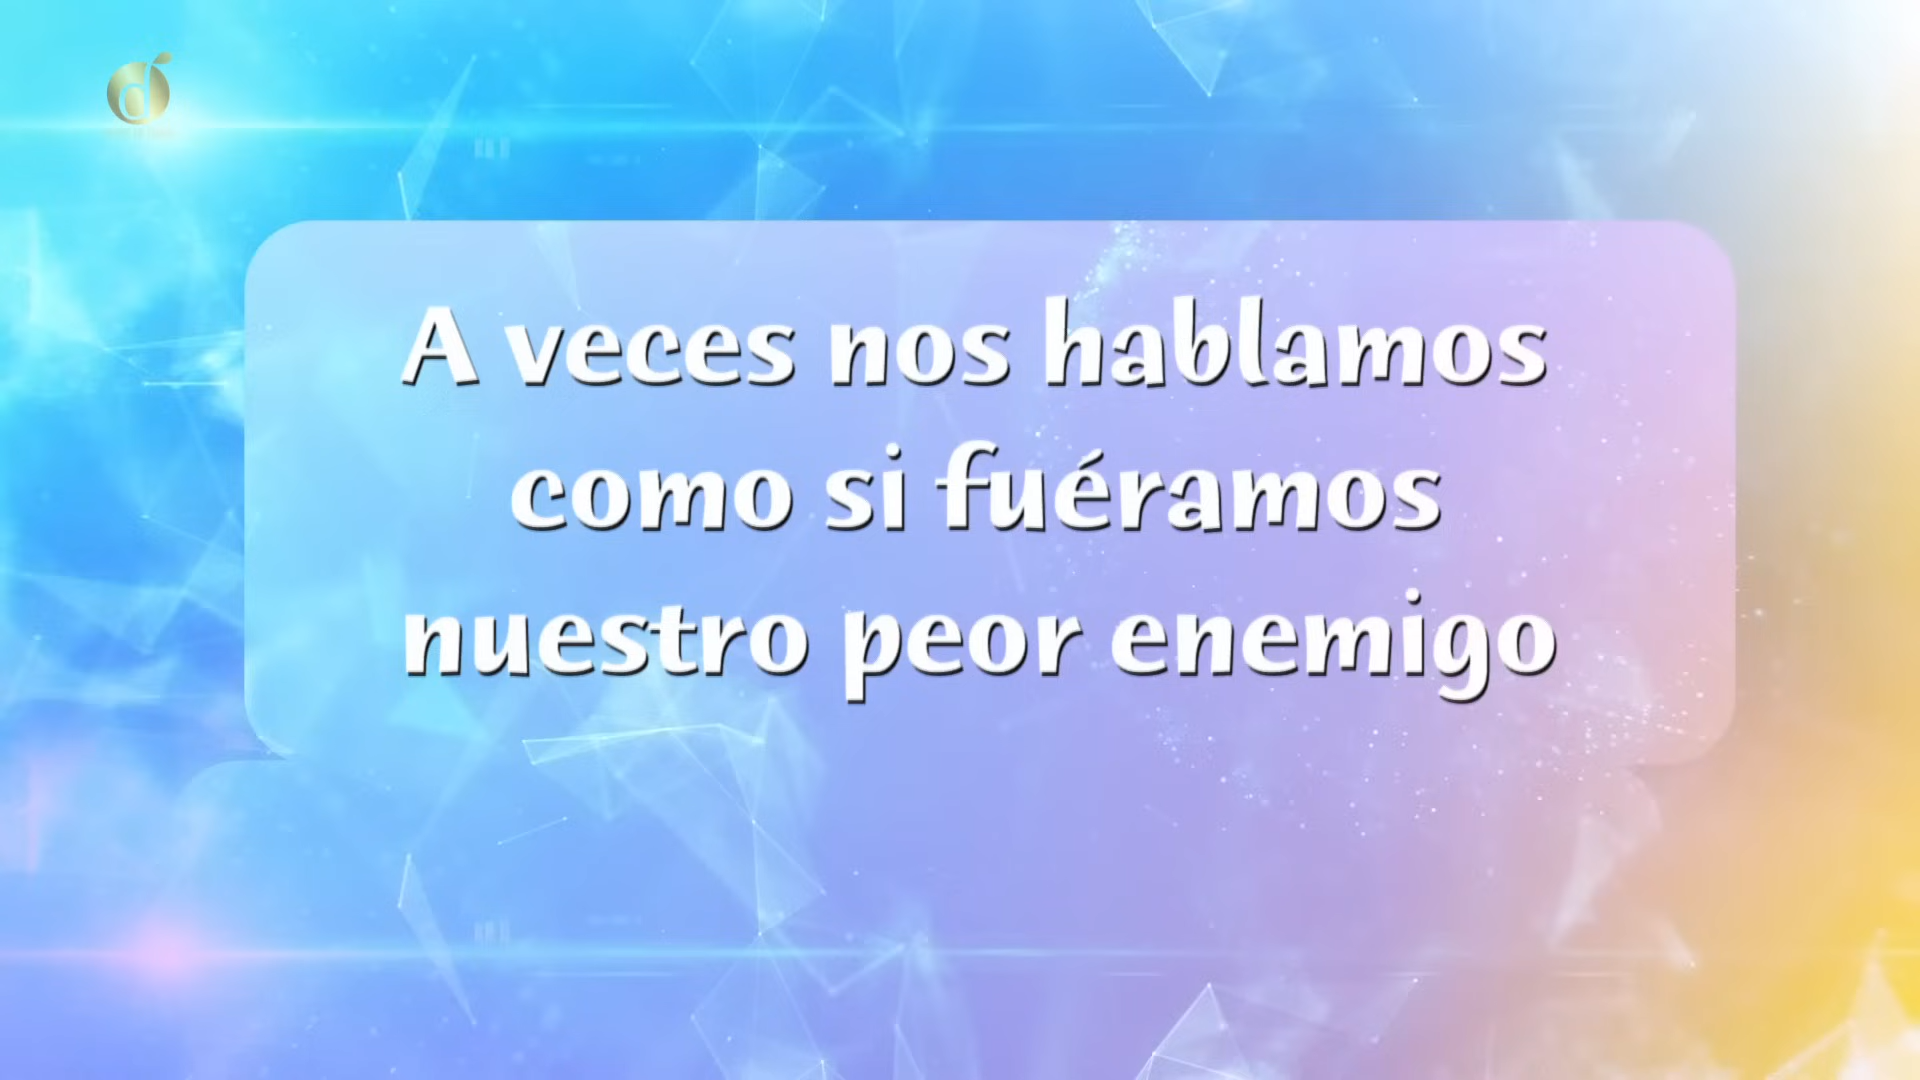 A veces nos hablamos
como si fuéramos
nuestro peor enemigo